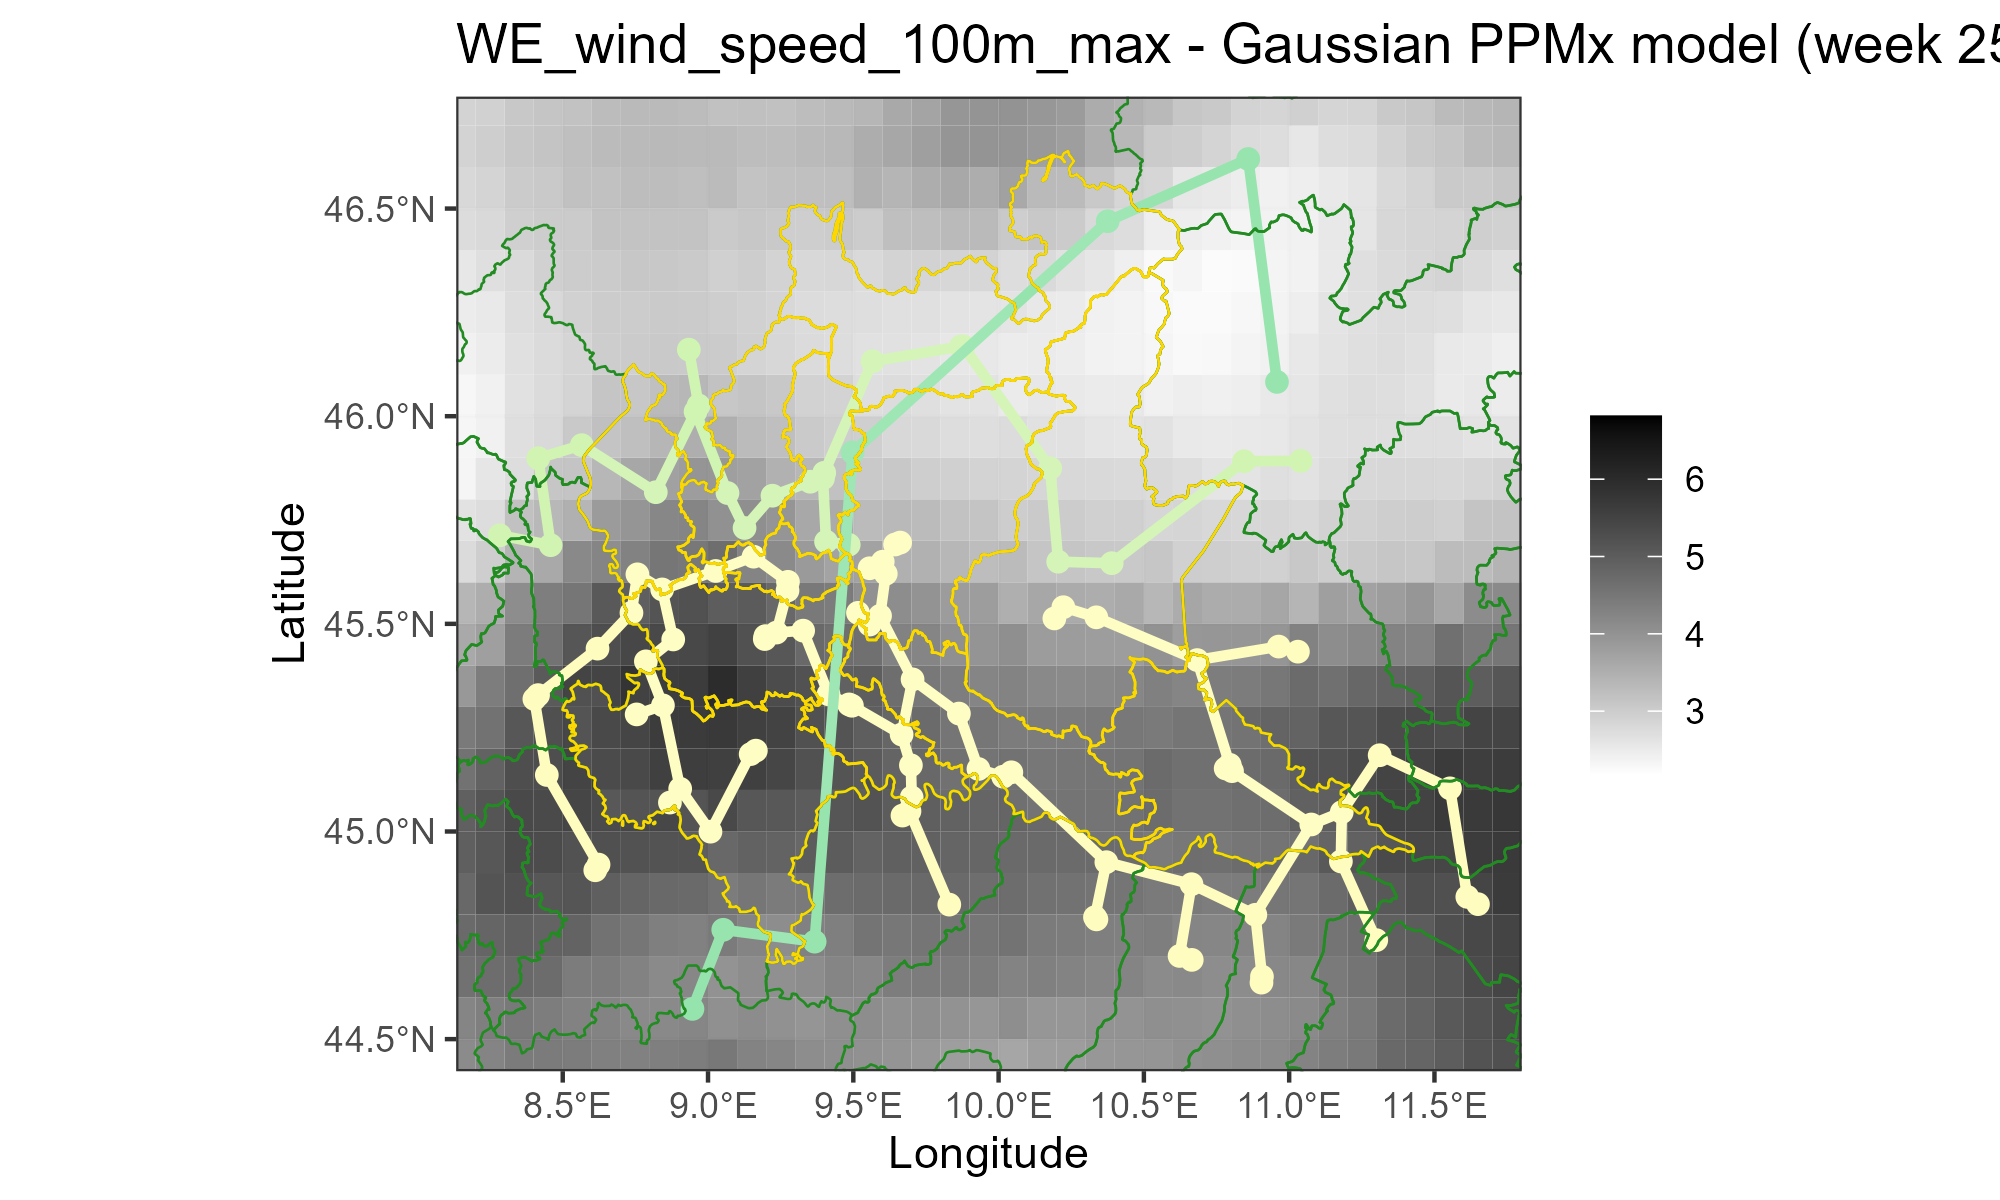 WE_wind_speed_100m_max - Gaussian PPMx model (week 25
46.5°N
46.0°N
45.5°N
45.0°N
44.5°N
Latitude
8.5°E 9.0°E 9.5°E 10.0°E 10.5°E 11.0°E 11.5°E
Longitude
6
5
4
3